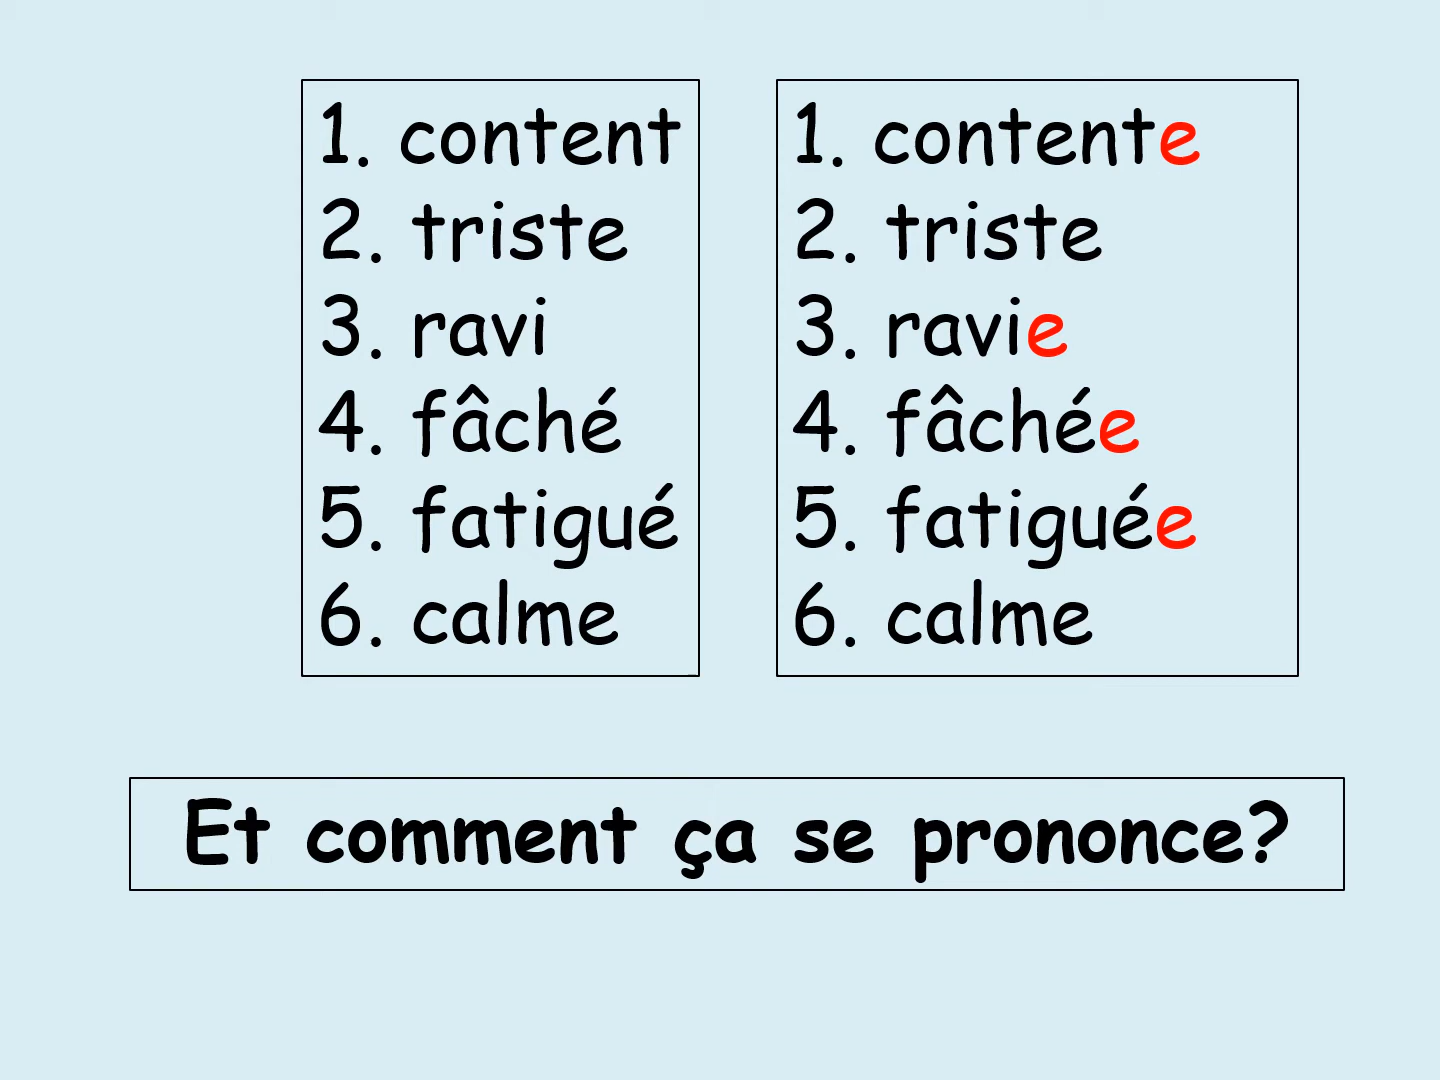 1. content
2. triste
3. ravi
4. fâché
5. fatigué
6. calme
1. contente
2. triste
3. ravie
4. fâchée
5. fatiguée
6. calme
Et comment ça se prononce?